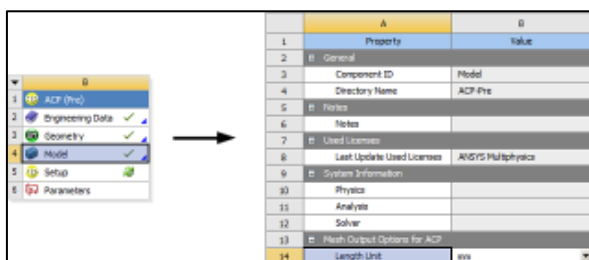 B
1 ACP (Pre)
2 Engineering Data
3 Geometry
4 Model
5 Setup
6 Parameters
A B
1 Property Value
2 General
3 Component ID Model
4 Directory Name ACP-Pre
5 Notes
6 Notes
7 Used Licenses
8 Last Update Used Licenses ANSYS Multiphysics
9 System Information
10 Physics
11 Analysis
12 Solver
13 Mesh Output Options for ACP
14 Length Unit mm